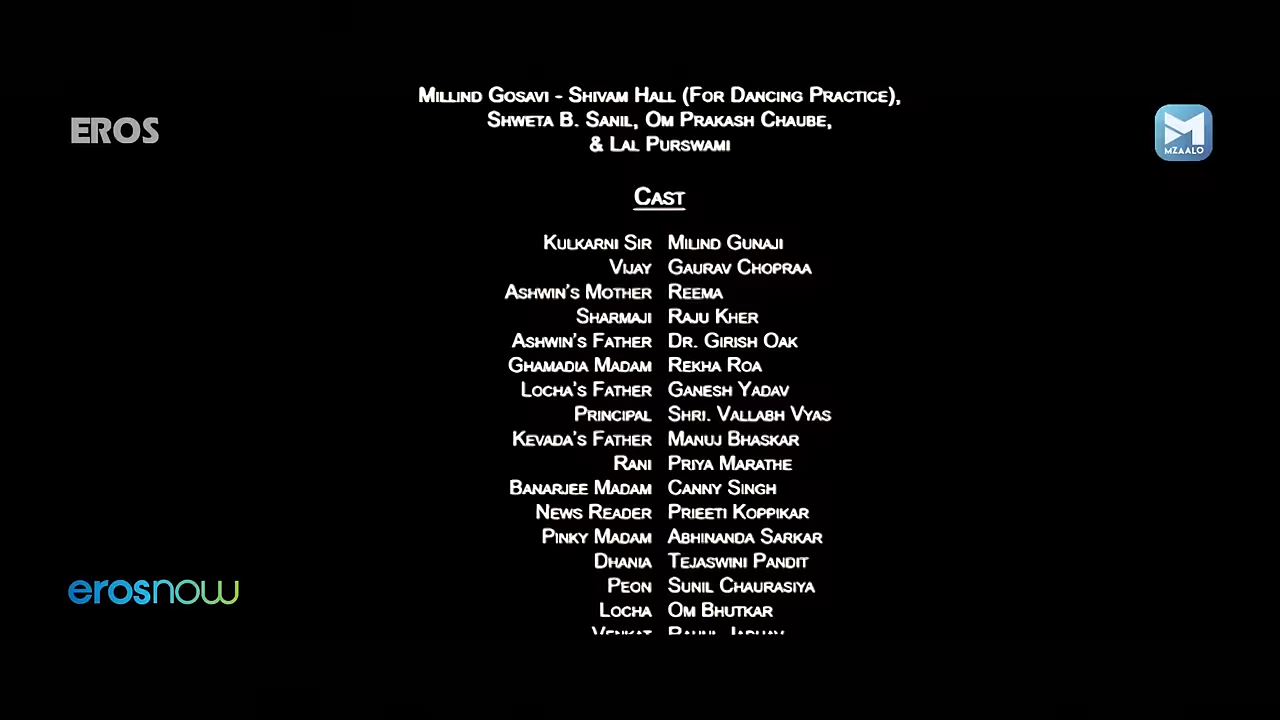 Millind Gosavi - Shivam Hall (For Dancing Practice),
Shweta B. Sanil, Om Prakash Chaube,
& Lal Purswami
EROS
MZAALO
Cast
Kulkarni Sir Milind Gunaji
Vijay Gaurav Chopraa
Ashwin's Mother Reema
Sharmaji Raju Kher
Ashwin's Father Dr. Girish Oak
Ghamadia Madam Rekha Roa
Locha's Father Ganesh Yadav
Principal Shri. Vallabh Vyas
Kevada's Father Manuj Bhaskar
Rani Priya Marathe
Banarjee Madam Canny Singh
News Reader Prieeti Koppikar
Pinky Madam Abhinanda Sarkar
Dhania Tejaswini Pandit
Peon Sunil Chaurasiya
Locha Om Bhutkar
erosnow
Venkat Rahul Jadhav